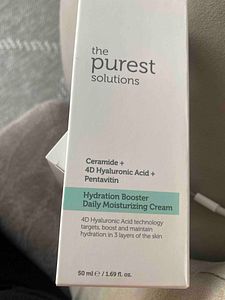 the
purest
solutions
Ceramide +
4D Hyaluronic Acid +
Pentavitin
Hydration Booster
Daily Moisturizing Cream
4D Hyaluronic Acid technology
targets, boost and maintain
hydration in 3 layers of the skin
50 ml ℮ / 1.69 fl. oz.